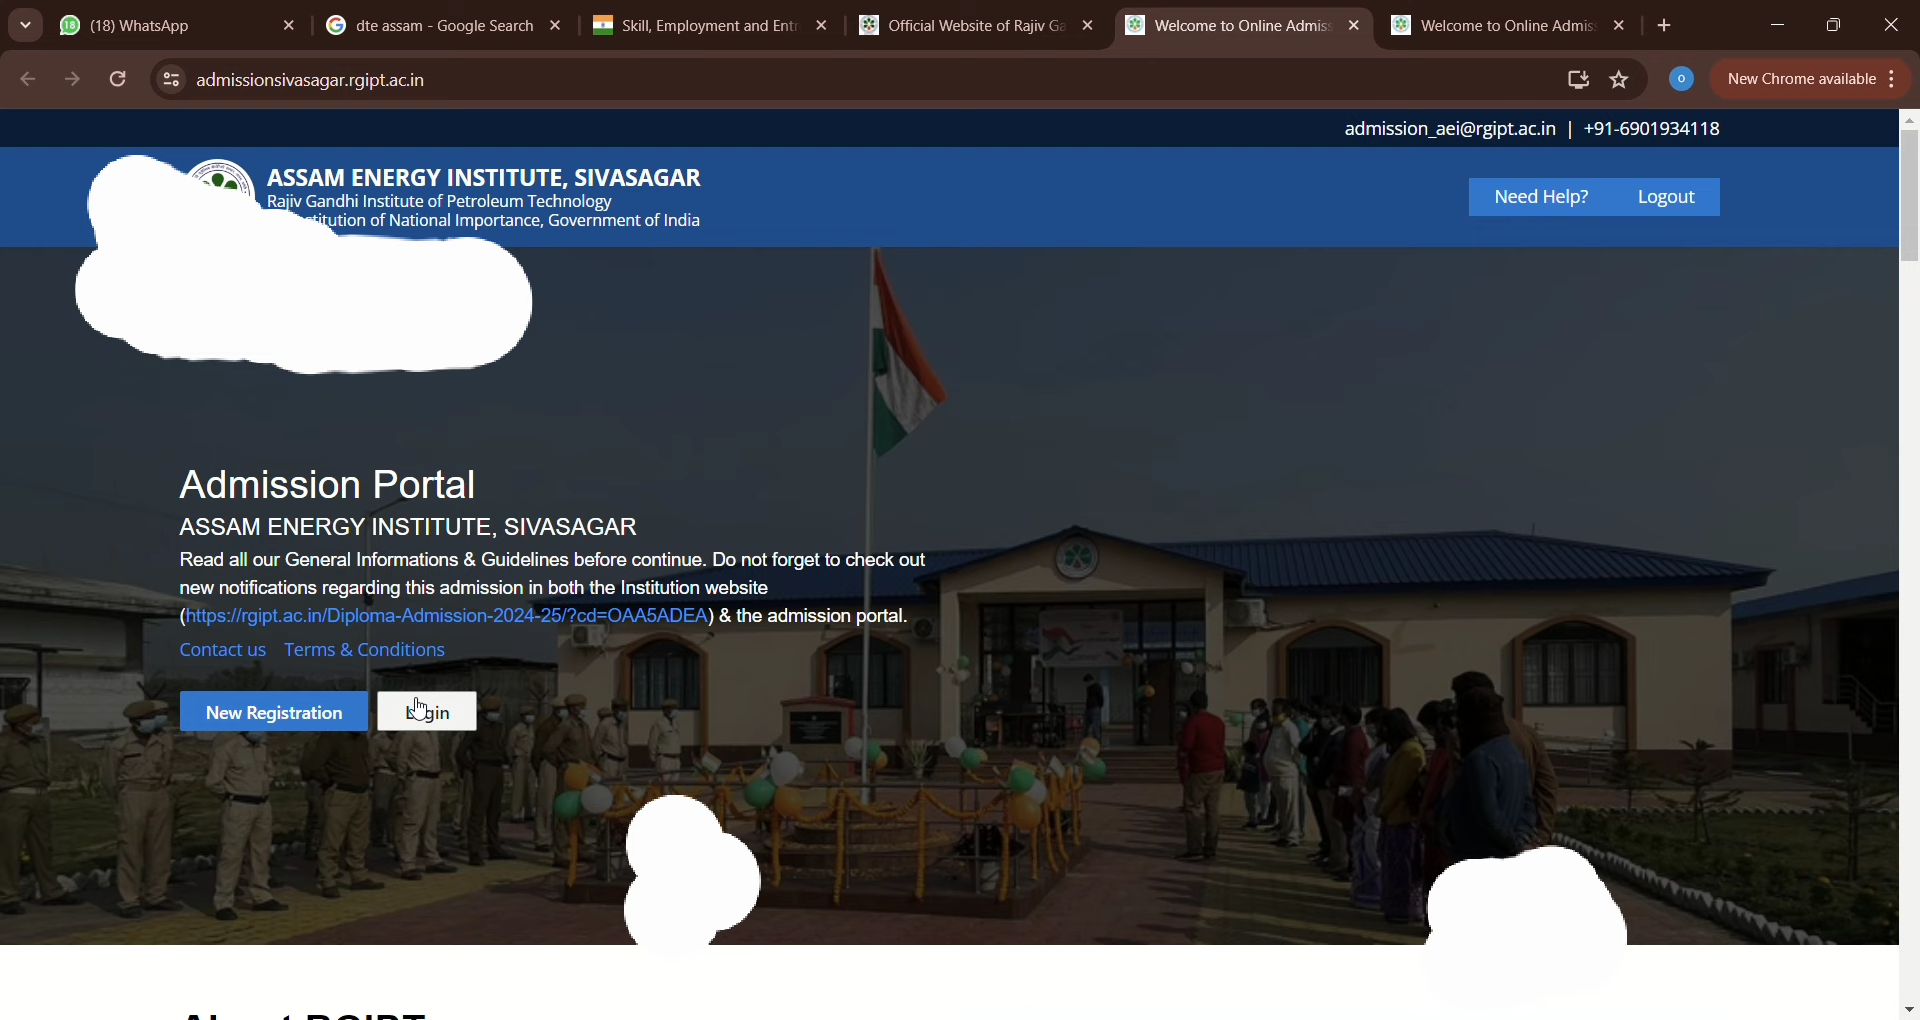 (18) WhatsApp
dte assam - Google Search
Skill, Employment and Entr
Official Website of Rajiv Ga
Welcome to Online Admiss
Welcome to Online Admiss
admissionsivasagar.rgipt.ac.in
New Chrome available
admission_aei@rgipt.ac.in | +91-6901934118
ASSAM ENERGY INSTITUTE, SIVASAGAR
Rajiv Gandhi Institute of Petroleum Technology
of National Importance, Government of India
Need Help?
Logout
Admission Portal
ASSAM ENERGY INSTITUTE, SIVASAGAR
Read all our General Informations & Guidelines before continue. Do not forget to check out
new notifications regarding this admission in both the Institution website
(https://rgipt.ac.in/Diploma-Admission-2024-25/?cd=OAA5ADEA) & the admission portal.
Contact us Terms & Conditions
New Registration
Login